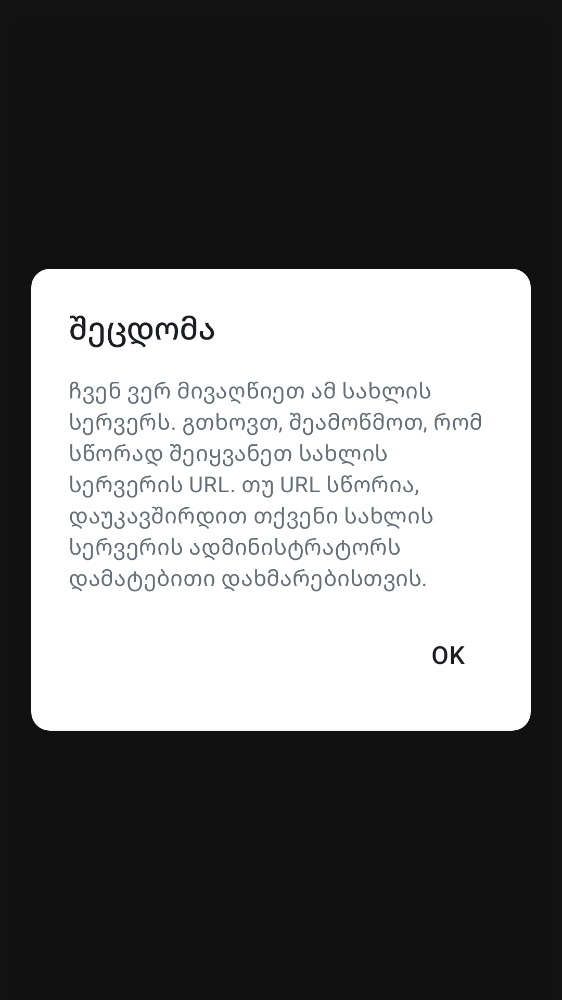 შეცდომა
ჩვენ ვერ მივაღწიეთ ამ სახლის
სერვერს. გთხოვთ, შეამოწმოთ, რომ
სწორად შეიყვანეთ სახლის
სერვერის URL. თუ URL სწორია,
დაუკავშირდით თქვენი სახლის
სერვერის ადმინისტრატორს
დამატებითი დახმარებისთვის.
OK